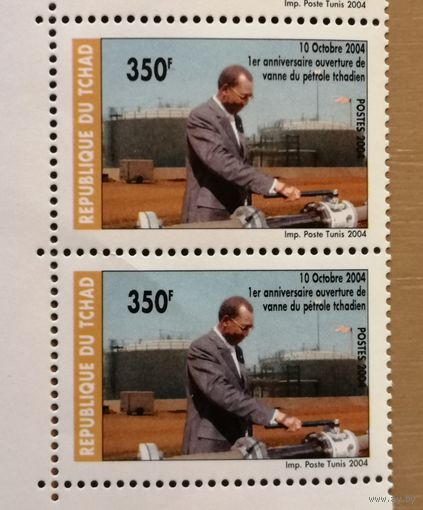 Imp. Poste Tunis 2004
REPUBLIQUE DU TCHAD
350F
10 Octobre 2004
1er anniversaire ouverture de
vanne du pétrole tchadien
POSTES 2004
Imp. Poste Tunis 2004
REPUBLIQUE DU TCHAD
350F
10 Octobre 2004
1er anniversaire ouverture de
vanne du pétrole tchadien
POSTES 2004
Imp. Poste Tunis 2004